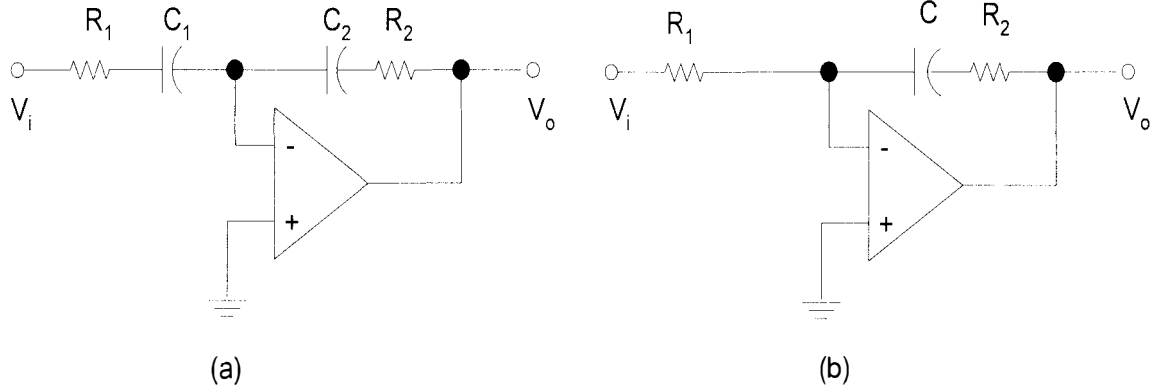 R1 C1 C2 R2
Vi Vo
-
+
(a)
R1 C R2
Vi Vo
-
+
(b)